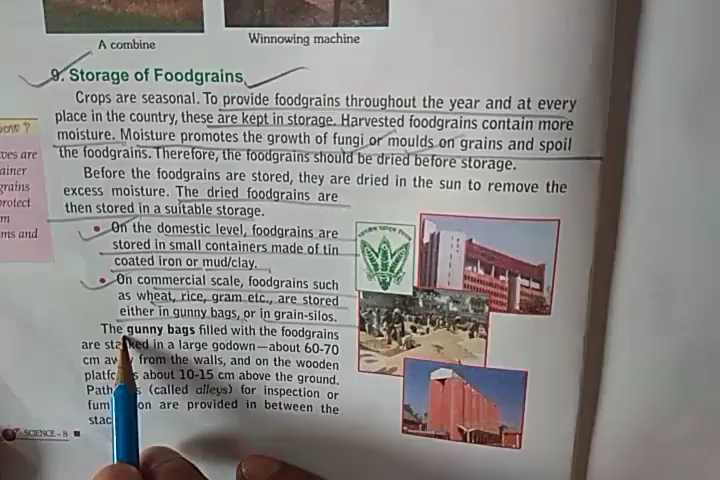 A combine
Winnowing machine
9. Storage of Foodgrains
Crops are seasonal. To provide foodgrains throughout the year and at every
place in the country, these are kept in storage. Harvested foodgrains contain more
moisture. Moisture promotes the growth of fungi or moulds on grains and spoil
the foodgrains. Therefore, the foodgrains should be dried before storage.
Before the foodgrains are stored, they are dried in the sun to remove the
excess moisture. The dried foodgrains are
then stored in a suitable storage.
• On the domestic level, foodgrains are
stored in small containers made of tin
coated iron or mud/clay.
• On commercial scale, foodgrains such
as wheat, rice, gram etc., are stored
either in gunny bags, or in grain-silos.
The gunny bags filled with the foodgrains
are in a large godown—about 60-70
cm from the walls, and on the wooden
about 10-15 cm above the ground.
(called alleys) for inspection or
are provided in between the
ves are
ainer
grains
protect
m
ms and
SCIENCE – 8